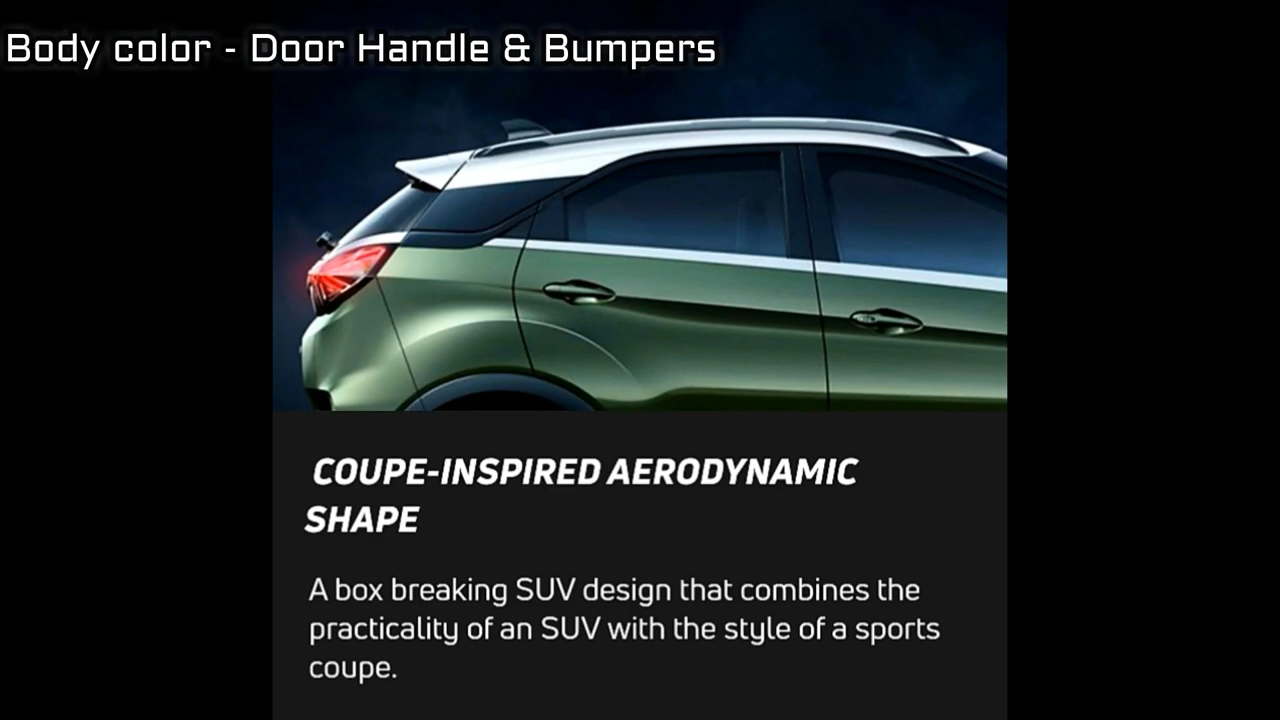 Body color - Door Handle & Bumpers
COUPE-INSPIRED AERODYNAMIC
SHAPE
A box breaking SUV design that combines the
practicality of an SUV with the style of a sports
coupe.